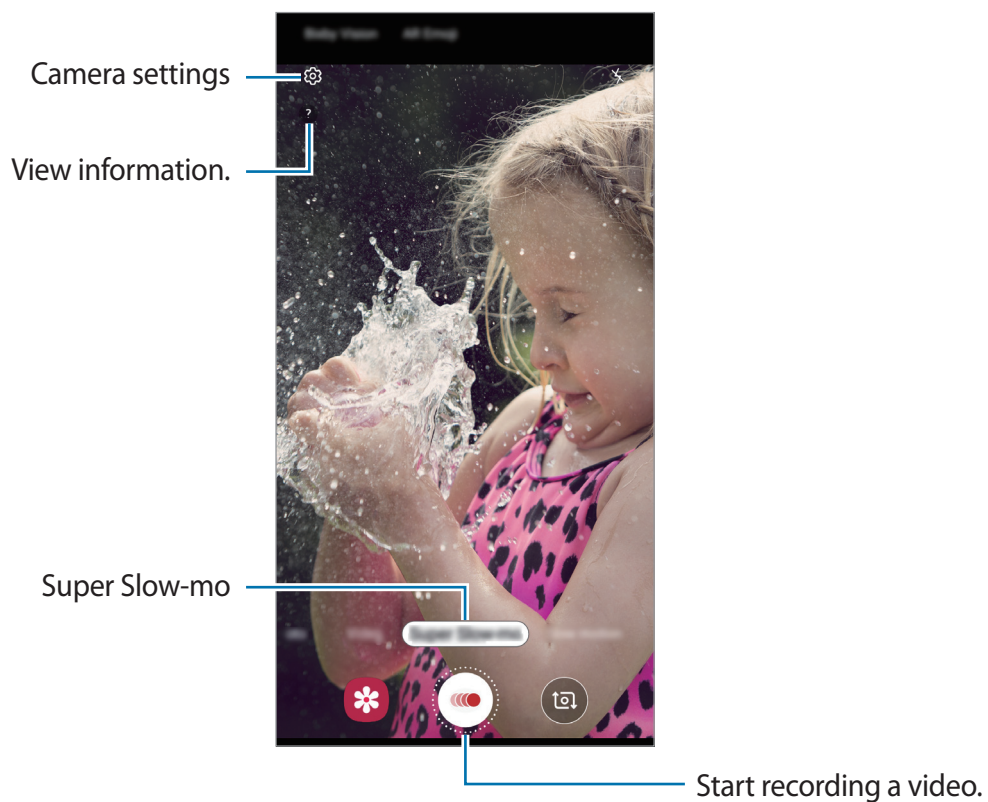 Camera settings
?
View information.
Super Slow-mo
Start recording a video.